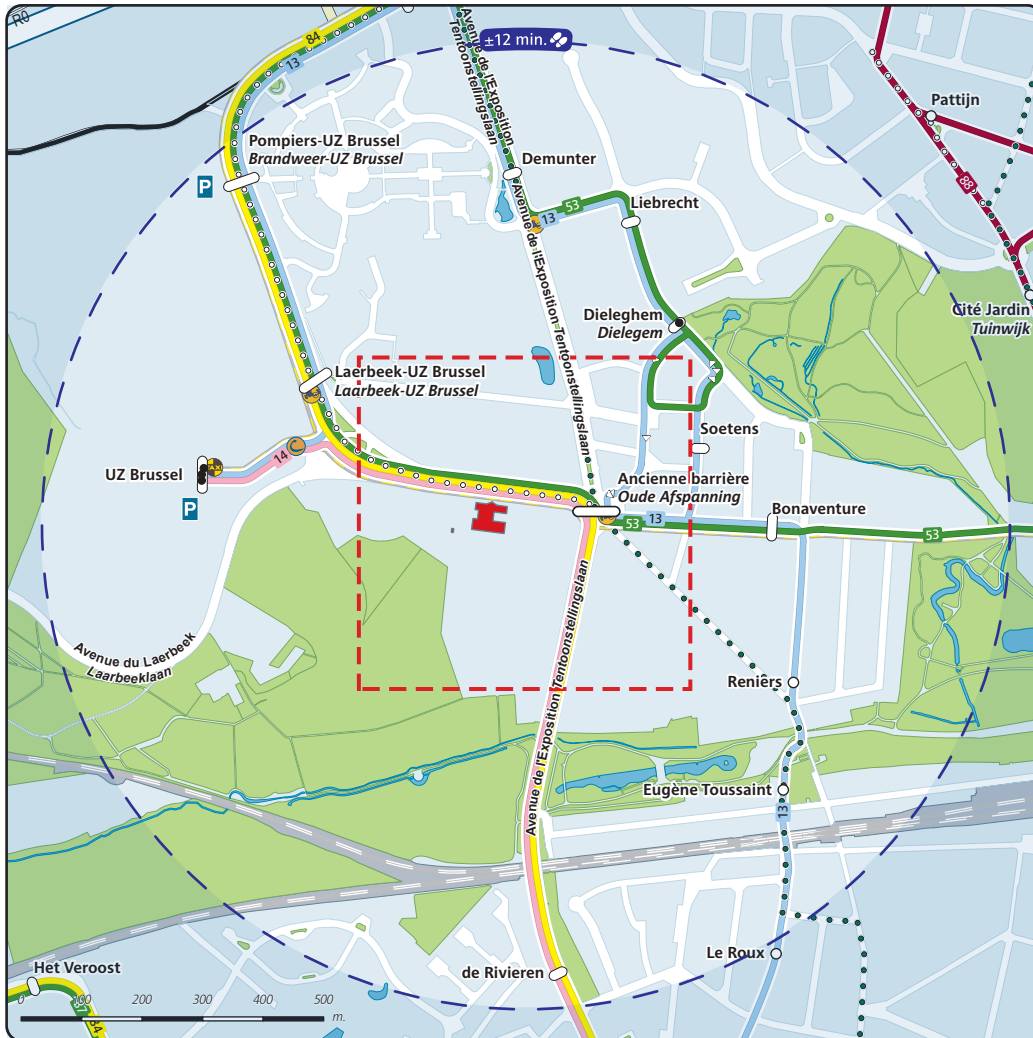 R0
84
13
Avenue de l'Exposition
Tentoonstellingslaan
±12 min.
Pattijn
88
Pompiers-UZ Brussel
Brandweer-UZ Brussel
P
Demunter
Avenue de l'Exposition Tentoonstellingslaan
13
53
Liebrecht
Cité Jardin
Tuinwijk
Dieleghem
Dielegem
Laerbeek-UZ Brussel
Laarbeek-UZ Brussel
Soetens
14
TAXI
UZ Brussel
P
Ancienne barrière
Oude Afspanning
53
13
Bonaventure
53
Avenue du Laerbeek
Laarbeeklaan
Avenue de l'Exposition Tentoonstellingslaan
Reniers
Eugène Toussaint
13
Le Roux
de Rivieren
Het Veroost
87
84
0 100 200 300 400 500
m.